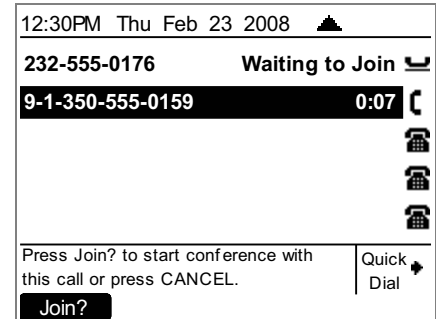 12:30PM Thu Feb 23 2008
232-555-0176 Waiting to Join
9-1-350-555-0159 0:07
Press Join? to start conference with
this call or press CANCEL.
Quick
Dial
Join?